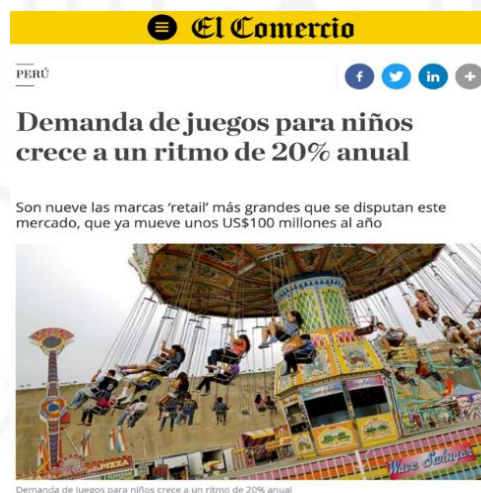 El Comercio
PERÚ
Demanda de juegos para niños
crece a un ritmo de 20% anual
Son nueve las marcas 'retail' más grandes que se disputan este
mercado, que ya mueve unos US$100 millones al año
PIZZA
Wave Swinger
Demanda de juegos para niños crece a un ritmo de 20% anual